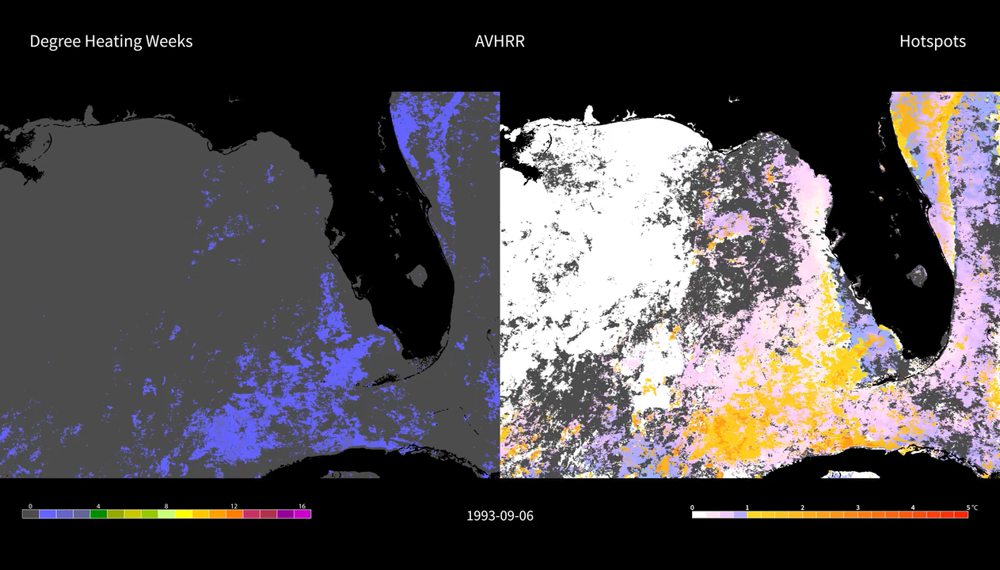 Degree Heating Weeks
AVHRR
Hotspots
0 4 8 12 16
1993-09-06
0 1 2 3 4 5 °C